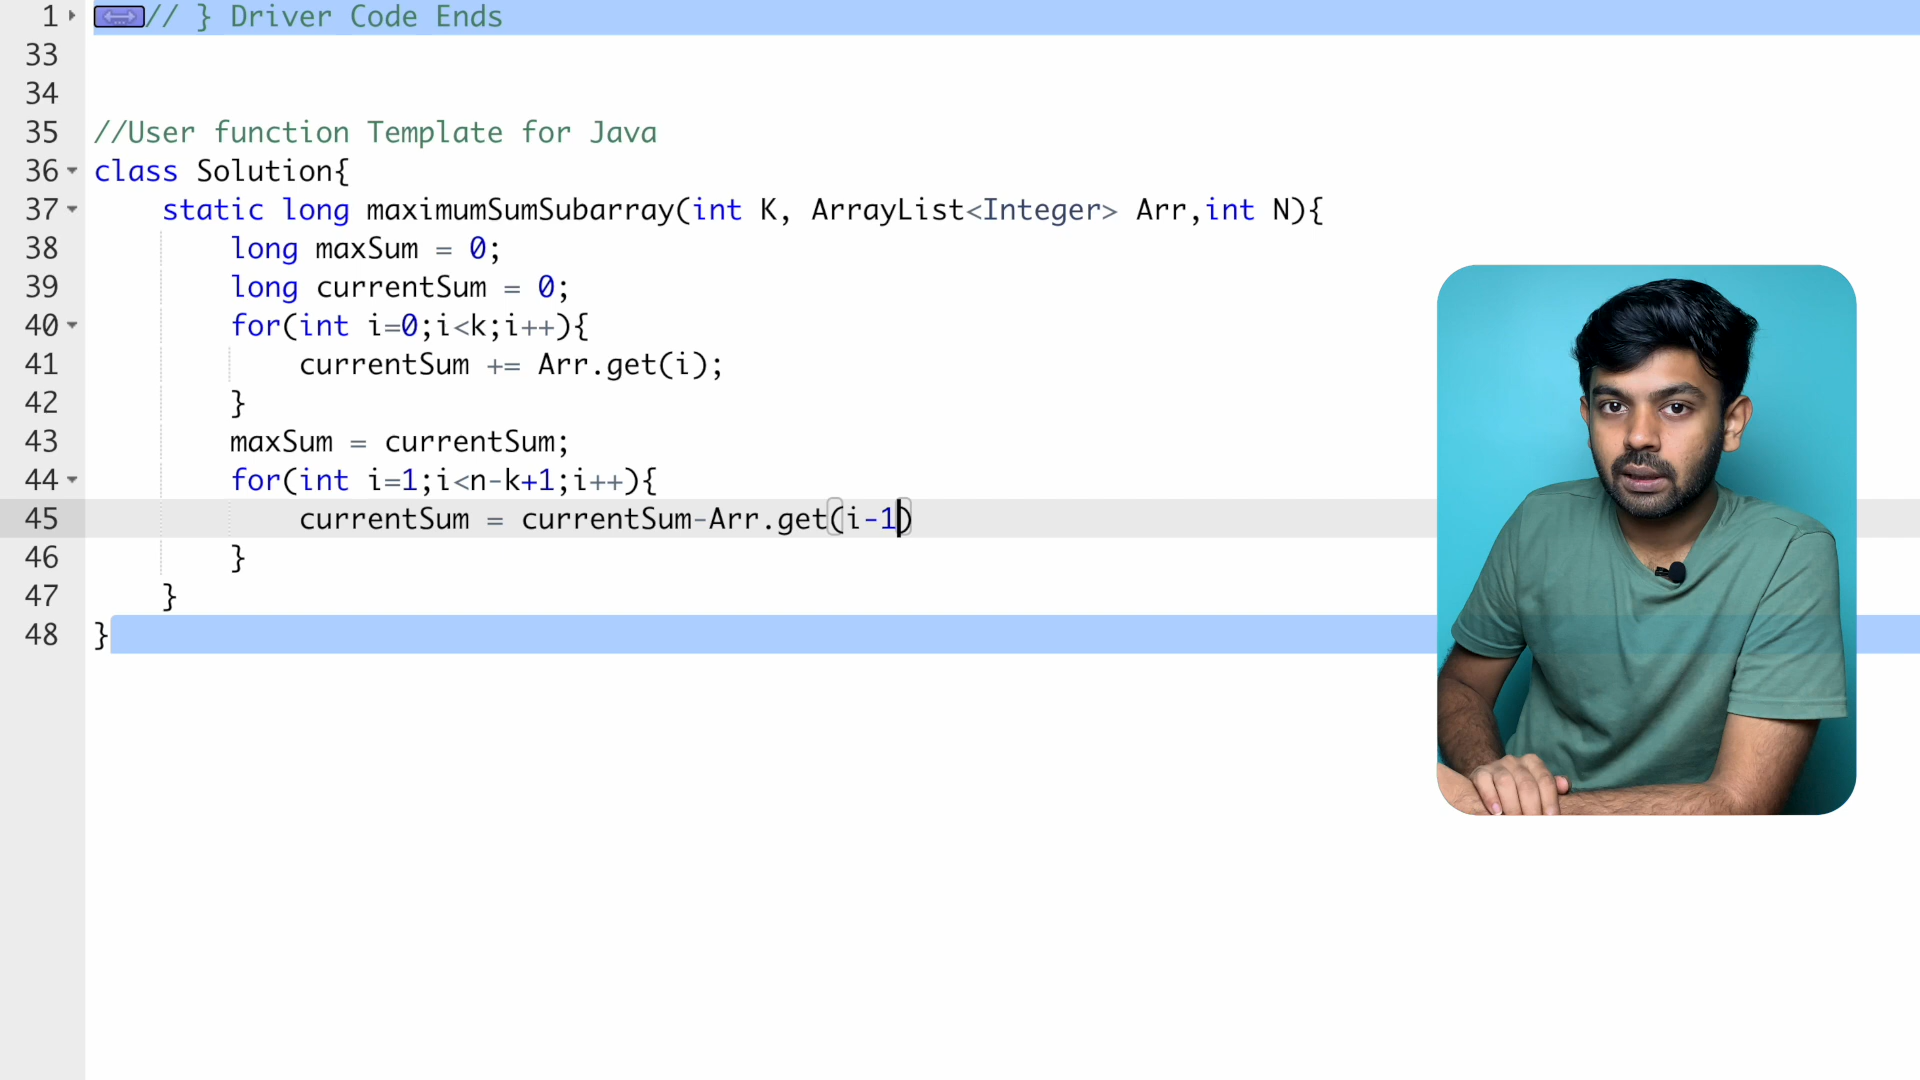 1 // } Driver Code Ends
33
34
35 //User function Template for Java
36 class Solution{
37 static long maximumSumSubarray(int K, ArrayList<Integer> Arr,int N){
38 long maxSum = 0;
39 long currentSum = 0;
40 for(int i=0;i<k;i++){
41 currentSum += Arr.get(i);
42 }
43 maxSum = currentSum;
44 for(int i=1;i<n-k+1;i++){
45 currentSum = currentSum-Arr.get(i-1)
46 }
47 }
48 }